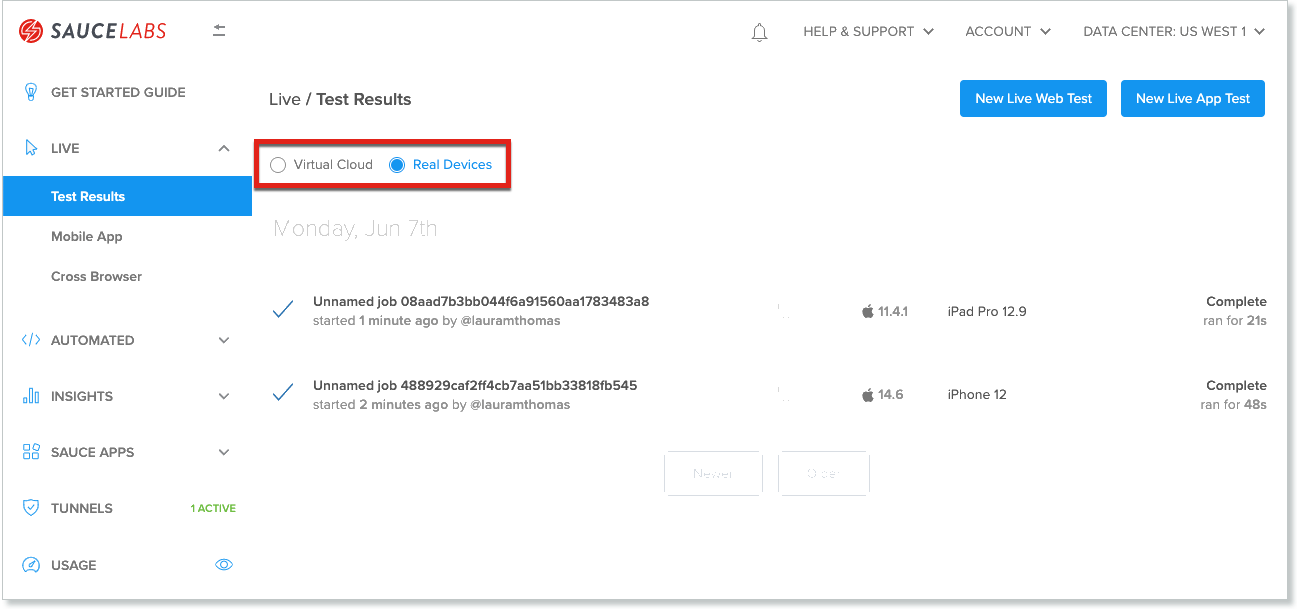 SAUCELABS
HELP & SUPPORT
ACCOUNT
DATA CENTER: US WEST 1
GET STARTED GUIDE
LIVE
Test Results
Mobile App
Cross Browser
AUTOMATED
INSIGHTS
SAUCE APPS
TUNNELS 1 ACTIVE
USAGE
Live / Test Results
New Live Web Test
New Live App Test
Virtual Cloud
Real Devices
Monday, Jun 7th
Unnamed job 08aad7b3bb044f6a91560aa1783483a8
started 1 minute ago by @lauramthomas
11.4.1
iPad Pro 12.9
Complete
ran for 21s
Unnamed job 488929caf2ff4cb7aa51bb33818fb545
started 2 minutes ago by @lauramthomas
14.6
iPhone 12
Complete
ran for 48s
Newer
Older